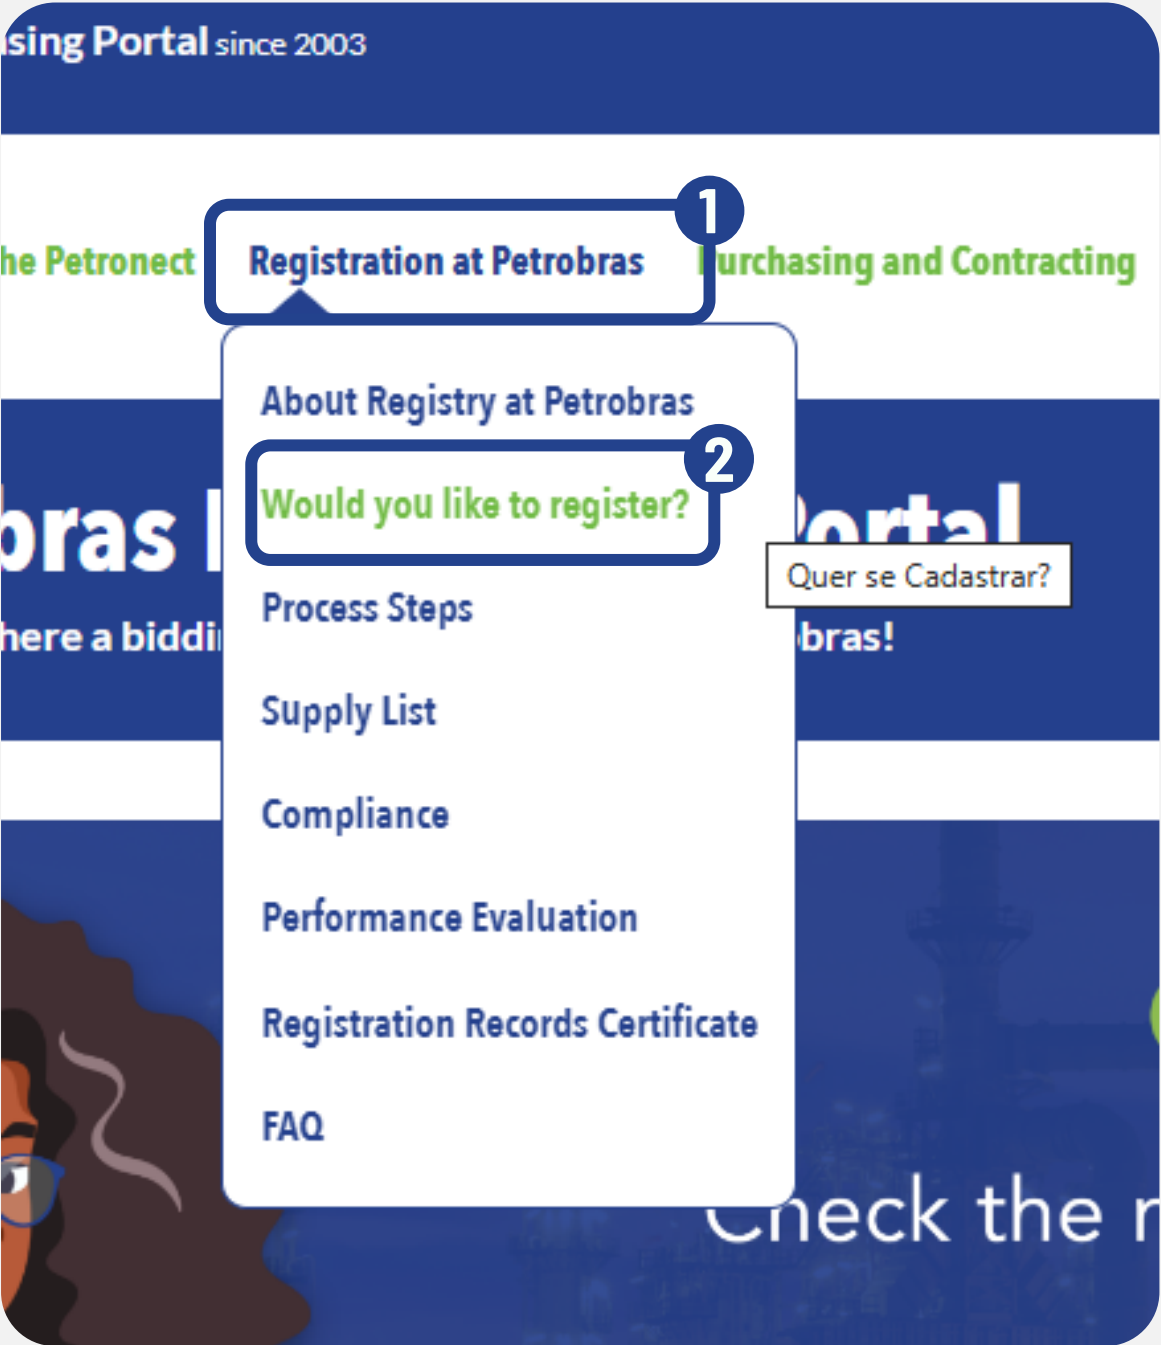 sing Portal since 2003
1
he Petronect Registration at Petrobras urchasing and Contracting
About Registry at Petrobras
2
Would you like to register?
bras Portal
Quer se Cadastrar?
Process Steps
here a biddi bras!
Supply List
Compliance
Performance Evaluation
Registration Records Certificate
FAQ
Check the r